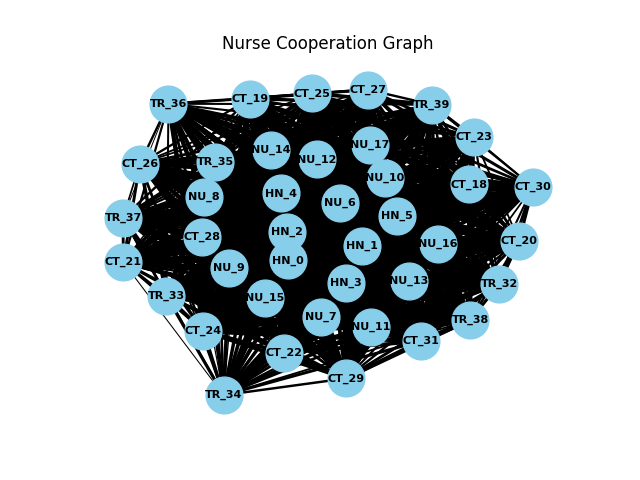 Nurse Cooperation Graph
CT_27
CT_25
CT_19
TR_36
TR_39
CT_23
NU_17
NU_14
NU_12
TR_35
CT_26
NU_10
CT_18
CT_30
HN_4
NU_8
NU_6
HN_5
TR_37
HN_2
CT_28
CT_20
NU_16
HN_1
HN_0
CT_21
NU_9
NU_13
HN_3
TR_32
TR_33
NU_15
NU_7
TR_38
NU_11
CT_24
CT_31
CT_22
CT_29
TR_34